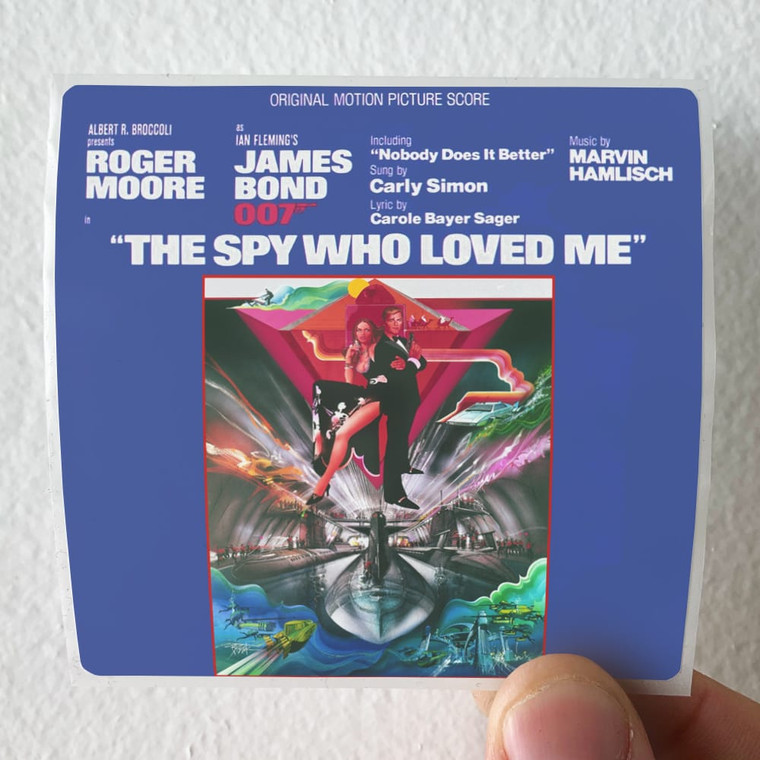 ORIGINAL MOTION PICTURE SCORE
ALBERT R. BROCCOLI
presents
ROGER
MOORE
in
as
IAN FLEMING'S
JAMES
BOND
007
Including
“Nobody Does It Better”
Sung by
Carly Simon
Lyric by
Carole Bayer Sager
Music by
MARVIN
HAMLISCH
“THE SPY WHO LOVED ME”